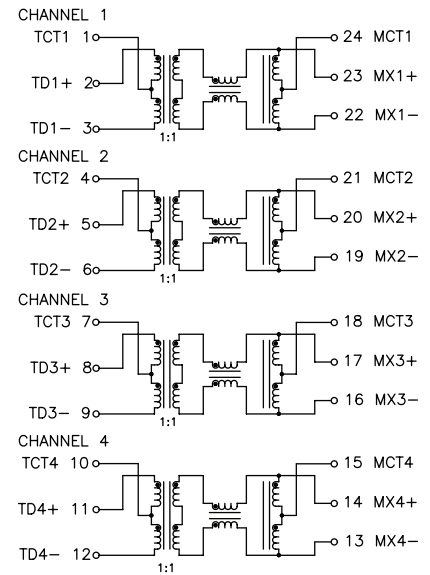 CHANNEL 1
TCT1 1 24 MCT1
TD1+ 2 23 MX1+
TD1- 3 22 MX1-
1:1
CHANNEL 2
TCT2 4 21 MCT2
TD2+ 5 20 MX2+
TD2- 6 19 MX2-
1:1
CHANNEL 3
TCT3 7 18 MCT3
TD3+ 8 17 MX3+
TD3- 9 16 MX3-
1:1
CHANNEL 4
TCT4 10 15 MCT4
TD4+ 11 14 MX4+
TD4- 12 13 MX4-
1:1